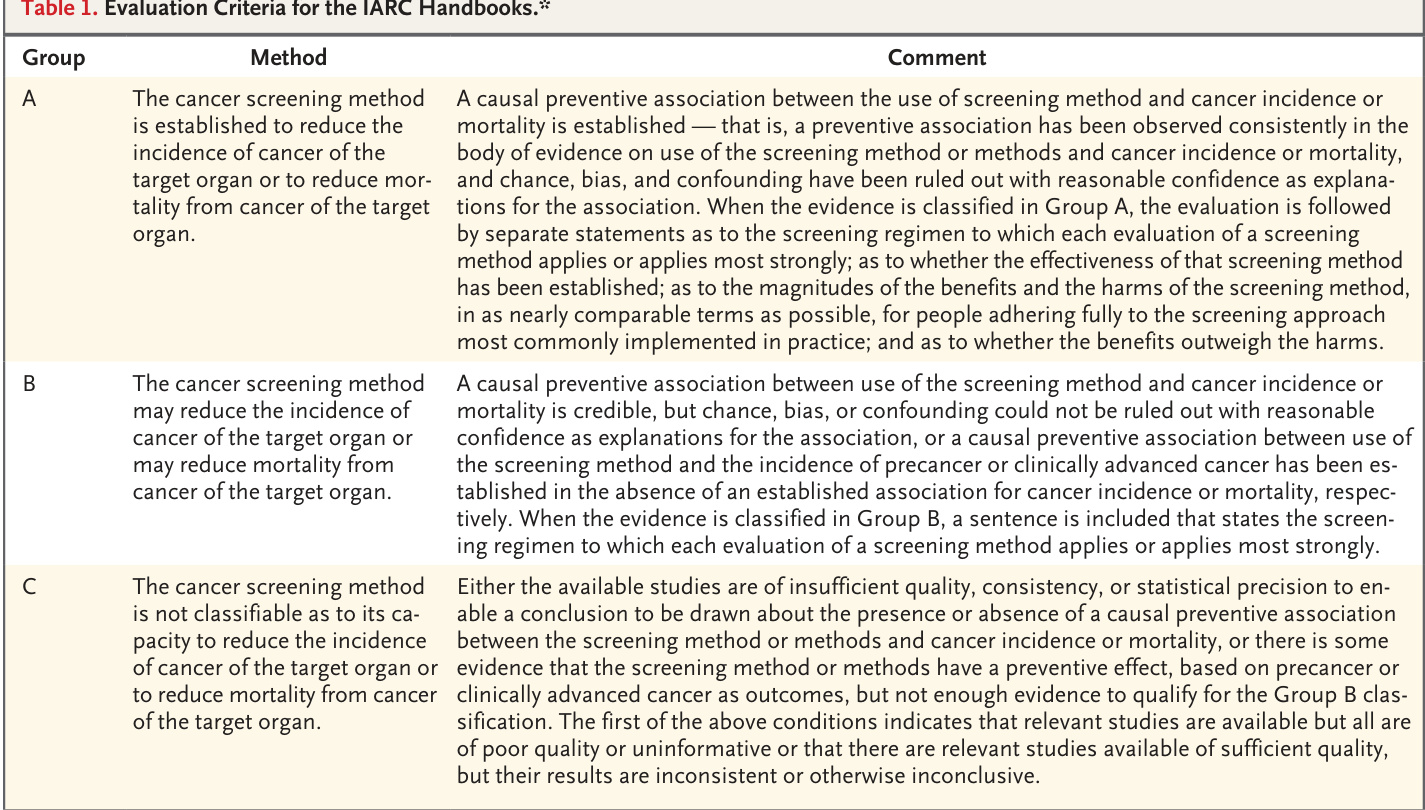 Table 1. Evaluation Criteria for the IARC Handbooks.*
Group Method Comment
A
The cancer screening method
is established to reduce the
incidence of cancer of the
target organ or to reduce mor-
tality from cancer of the target
organ.
A causal preventive association between the use of screening method and cancer incidence or
mortality is established — that is, a preventive association has been observed consistently in the
body of evidence on use of the screening method or methods and cancer incidence or mortality,
and chance, bias, and confounding have been ruled out with reasonable confidence as explana-
tions for the association. When the evidence is classified in Group A, the evaluation is followed
by separate statements as to the screening regimen to which each evaluation of a screening
method applies or applies most strongly; as to whether the effectiveness of that screening method
has been established; as to the magnitudes of the benefits and the harms of the screening method,
in as nearly comparable terms as possible, for people adhering fully to the screening approach
most commonly implemented in practice; and as to whether the benefits outweigh the harms.
B
The cancer screening method
may reduce the incidence of
cancer of the target organ or
may reduce mortality from
cancer of the target organ.
A causal preventive association between use of the screening method and cancer incidence or
mortality is credible, but chance, bias, or confounding could not be ruled out with reasonable
confidence as explanations for the association, or a causal preventive association between use of
the screening method and the incidence of precancer or clinically advanced cancer has been es-
tablished in the absence of an established association for cancer incidence or mortality, respec-
tively. When the evidence is classified in Group B, a sentence is included that states the screen-
ing regimen to which each evaluation of a screening method applies or applies most strongly.
C
The cancer screening method
is not classifiable as to its ca-
pacity to reduce the incidence
of cancer of the target organ or
to reduce mortality from cancer
of the target organ.
Either the available studies are of insufficient quality, consistency, or statistical precision to en-
able a conclusion to be drawn about the presence or absence of a causal preventive association
between the screening method or methods and cancer incidence or mortality, or there is some
evidence that the screening method or methods have a preventive effect, based on precancer or
clinically advanced cancer as outcomes, but not enough evidence to qualify for the Group B clas-
sification. The first of the above conditions indicates that relevant studies are available but all are
of poor quality or uninformative or that there are relevant studies available of sufficient quality,
but their results are inconsistent or otherwise inconclusive.